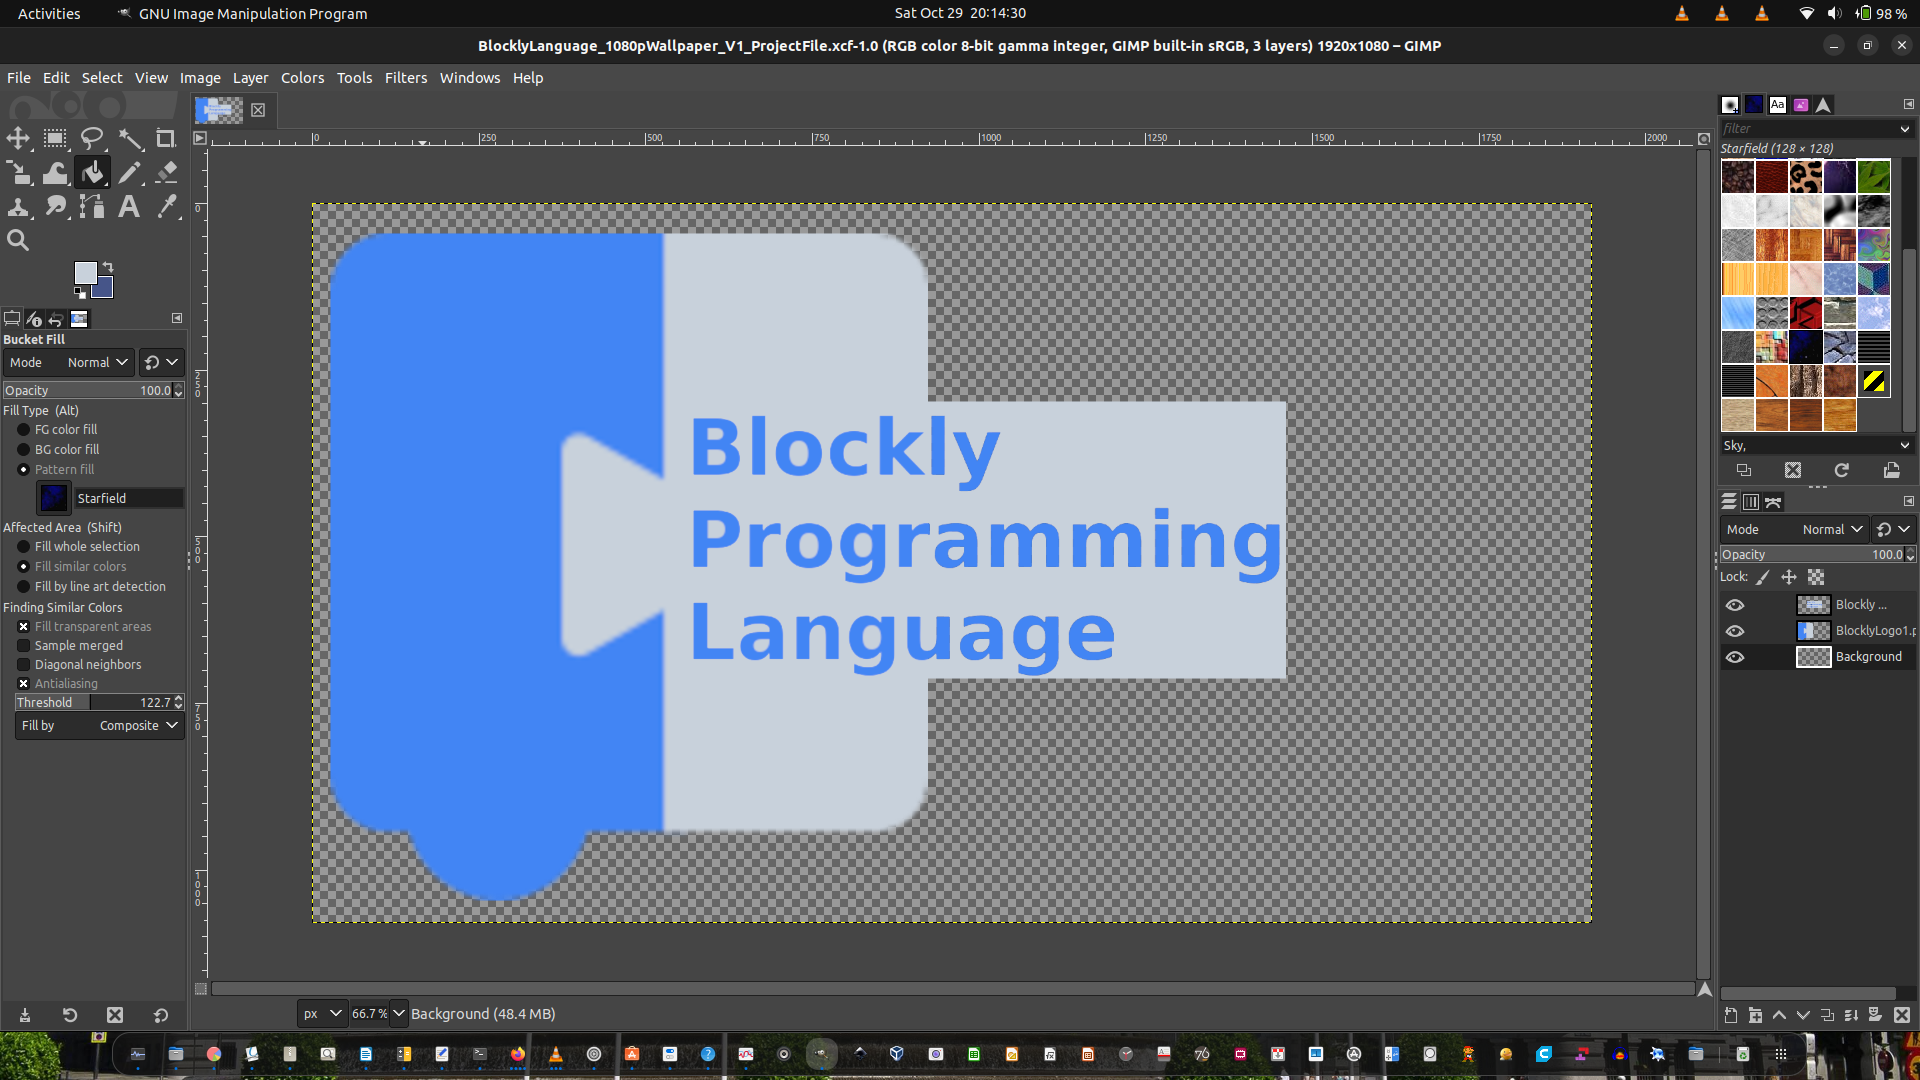 Activities
GNU Image Manipulation Program
Sat Oct 29 20:14:30
98 %
BlocklyLanguage_1080pWallpaper_V1_ProjectFile.xcf-1.0 (RGB color 8-bit gamma integer, GIMP built-in sRGB, 3 layers) 1920x1080 – GIMP
File Edit Select View Image Layer Colors Tools Filters Windows Help
0 250 500 750 1000 1250 1500 1750 2000
filter
Starfield (128 × 128)
Sky,
Mode Normal
Opacity 100.0
Lock:
Blockly ...
BlocklyLogo1.p
Background
Bucket Fill
Mode Normal
Opacity 100.0
Fill Type (Alt)
FG color fill
BG color fill
Pattern fill
Starfield
Affected Area (Shift)
Fill whole selection
Fill similar colors
Fill by line art detection
Finding Similar Colors
Fill transparent areas
Sample merged
Diagonal neighbors
Antialiasing
Threshold 122.7
Fill by Composite
0
250
500
750
1000
Blockly
Programming
Language
px 66.7 % Background (48.4 MB)